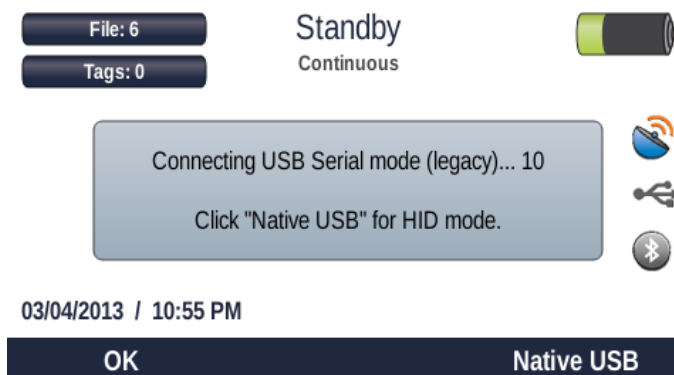 File: 6
Standby
Tags: 0
Continuous
Connecting USB Serial mode (legacy)... 10
Click "Native USB" for HID mode.
03/04/2013 / 10:55 PM
OK
Native USB